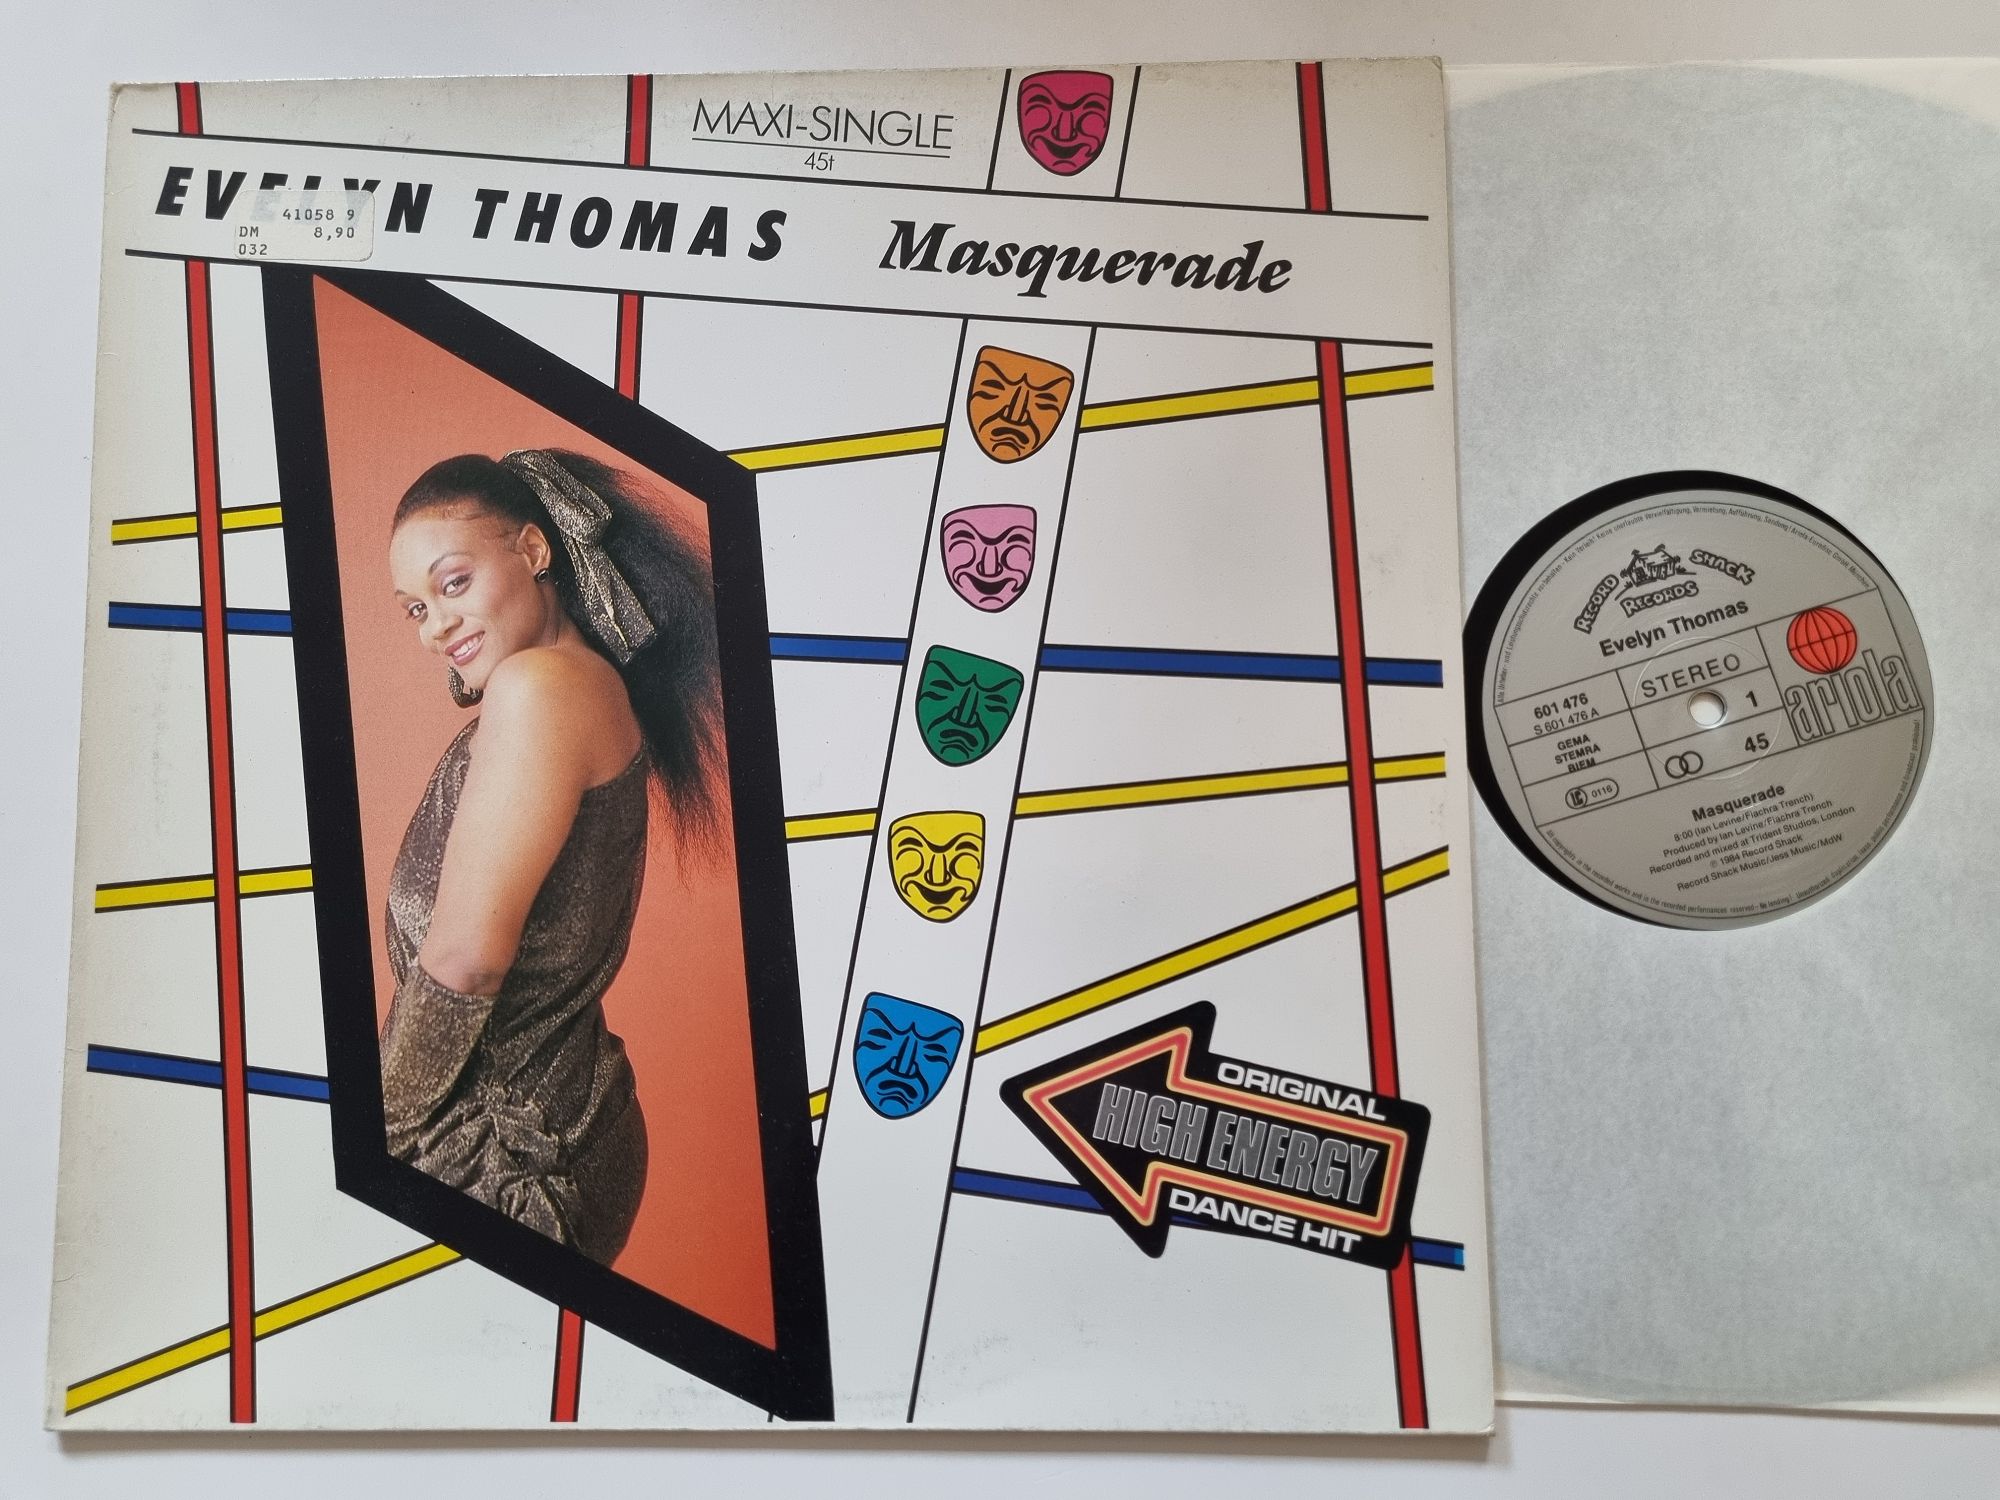 MAXI-SINGLE
45t
EVELYN THOMAS Masquerade
41058 9
DM 8,90
032
ORIGINAL
HIGH ENERGY
DANCE HIT
RECORD SHACK
RECORDS
Evelyn Thomas
STEREO
601 476
S 601 476 A
1
GEMA
STEMRA
BIEM
45
LC 0116
ariola
Masquerade
8:00 (Ian Levine/Fiachra Trench)
Produced by Ian Levine/Fiachra Trench
Recorded and mixed at Trident Studios, London
℗ 1984 Record Shack
Record Shack Music/Jess Music/MdW